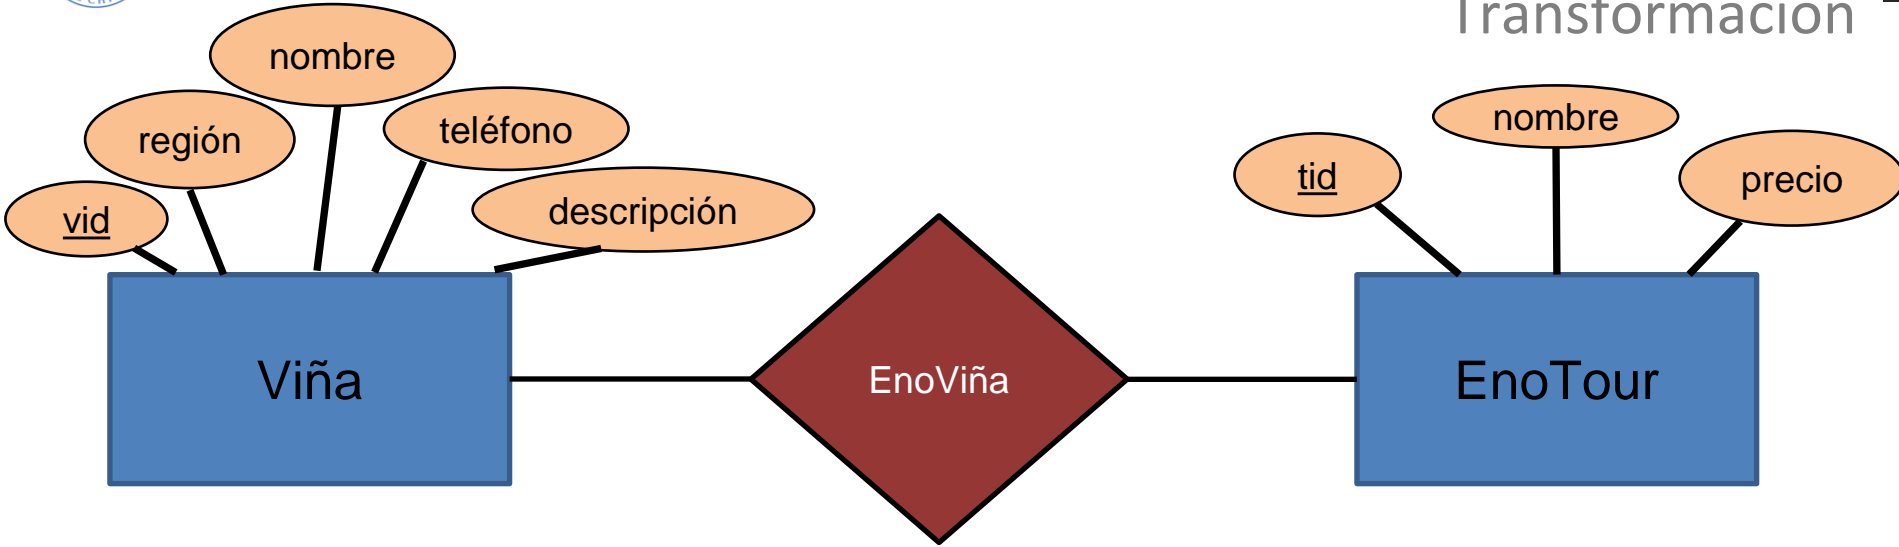 Transformación
nombre
región
teléfono
vid
descripción
nombre
tid
precio
Viña
EnoViña
EnoTour